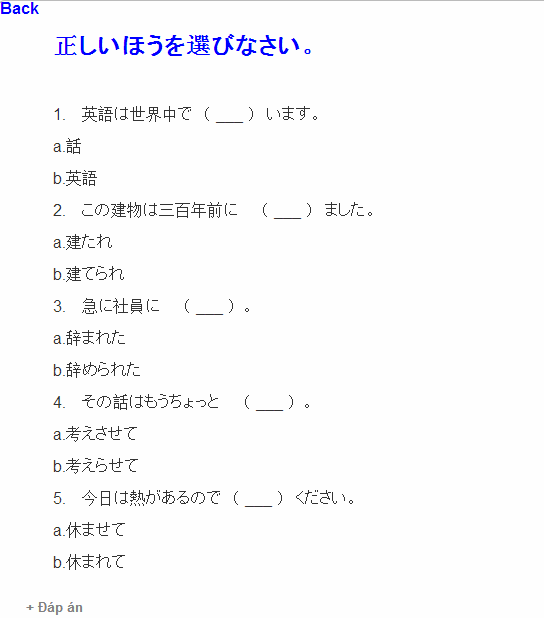 Back
正しいほうを選びなさい。
1. 英語は世界中で （ ___ ） います。
a.話
b.英語
2. この建物は三百年前に （ ___ ） ました。
a.建たれ
b.建てられ
3. 急に社員に （ ___ ） 。
a.辞まれた
b.辞められた
4. その話はもうちょっと （ ___ ） 。
a.考えさせて
b.考えらせて
5. 今日は熱があるので （ ___ ） ください。
a.休ませて
b.休まれて
+ Đáp án